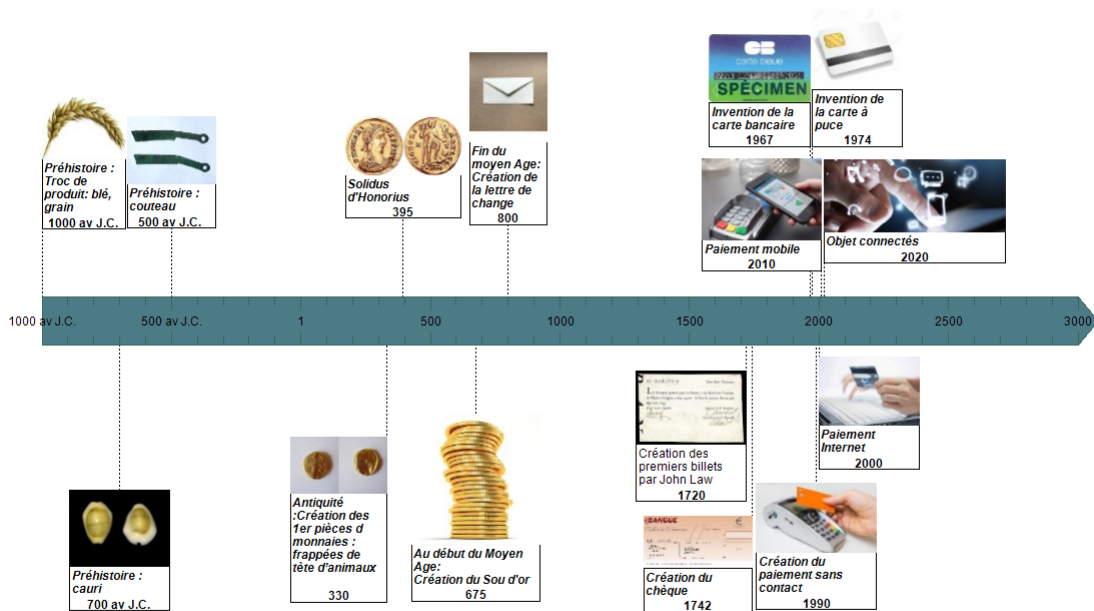 CB
carte bleue
SPÉCIMEN
Invention de la
carte bancaire
1967
Invention de
la carte à
puce
1974
Préhistoire :
Troc de
produit: blé,
grain
1000 av J.C.
Préhistoire :
couteau
500 av J.C.
Solidus
d'Honorius
395
Fin du
moyen Age:
Création de
la lettre de
change
800
Paiement mobile
2010
Objet connectés
2020
1000 av J.C.
500 av J.C.
1
500
1000
1500
2000
2500
3000
Préhistoire :
cauri
700 av J.C.
Antiquité
:Création des
1er pièces d
monnaies :
frappées de
tète d'animaux
330
Au début du Moyen
Age:
Création du Sou d'or
675
Création des
premiers billets
par John Law
1720
BANQUE
Création du
chèque
1742
Paiement
Internet
2000
Création du
paiement sans
contact
1990